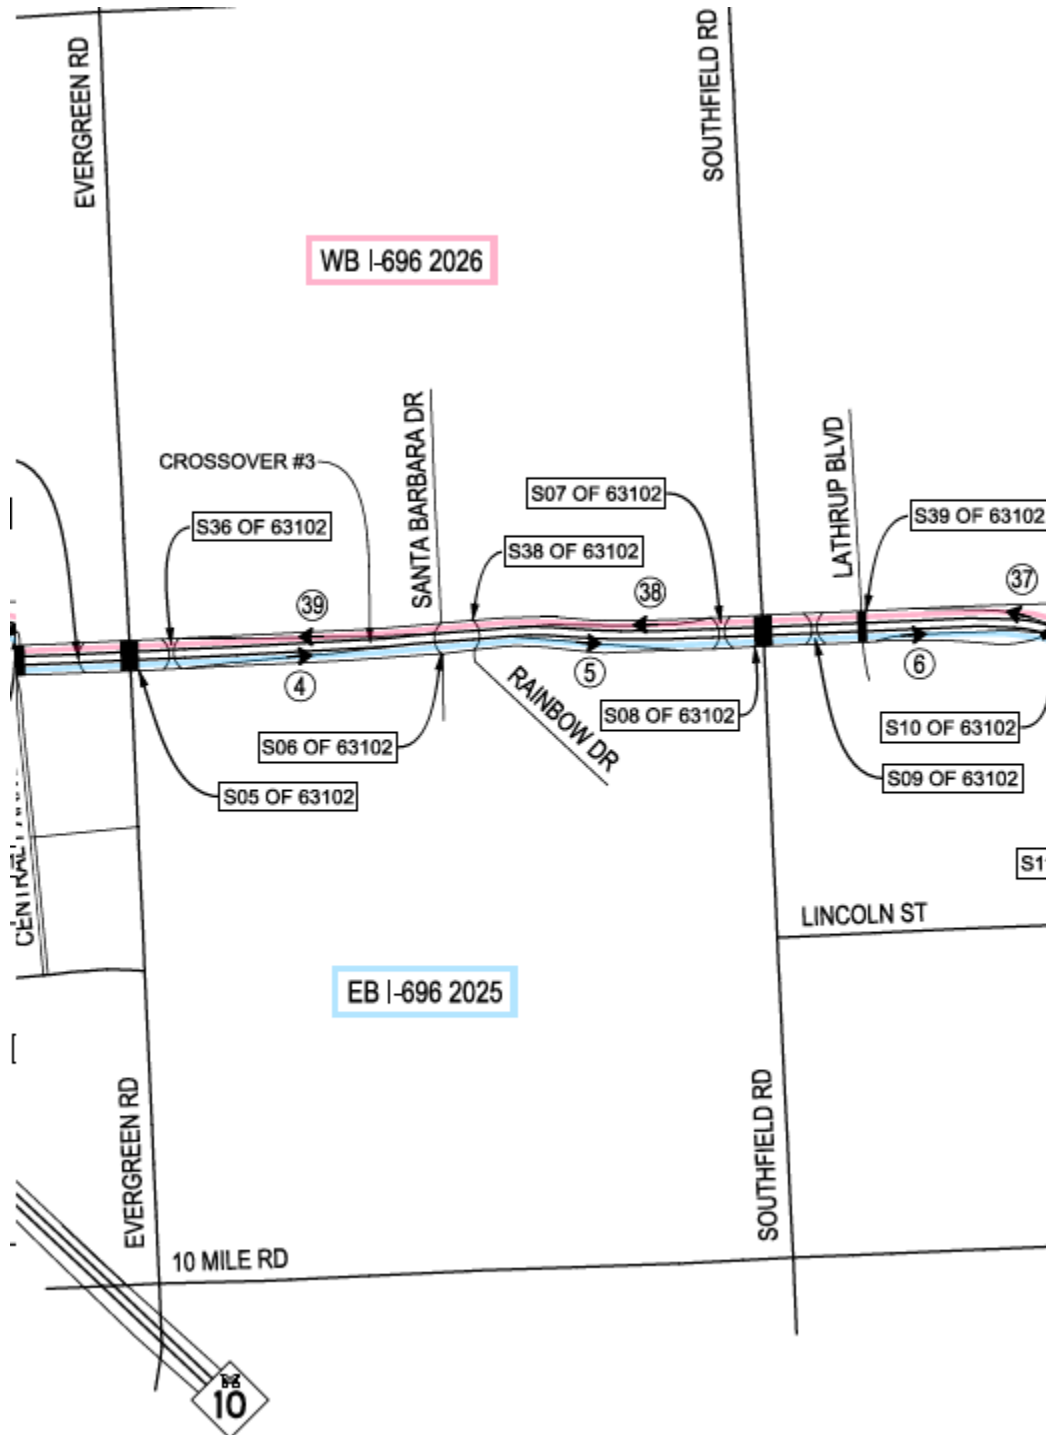 EVERGREEN RD
SOUTHFIELD RD
WB I-696 2026
SANTA BARBARA DR
LATHRUP BLVD
CROSSOVER #3
S07 OF 63102
S36 OF 63102
S39 OF 63102
S38 OF 63102
39
38
37
4
5
6
RAINBOW DR
S08 OF 63102
S10 OF 63102
S06 OF 63102
S05 OF 63102
S09 OF 63102
CENTRAL
LINCOLN ST
EB I-696 2025
EVERGREEN RD
SOUTHFIELD RD
10 MILE RD
M
10